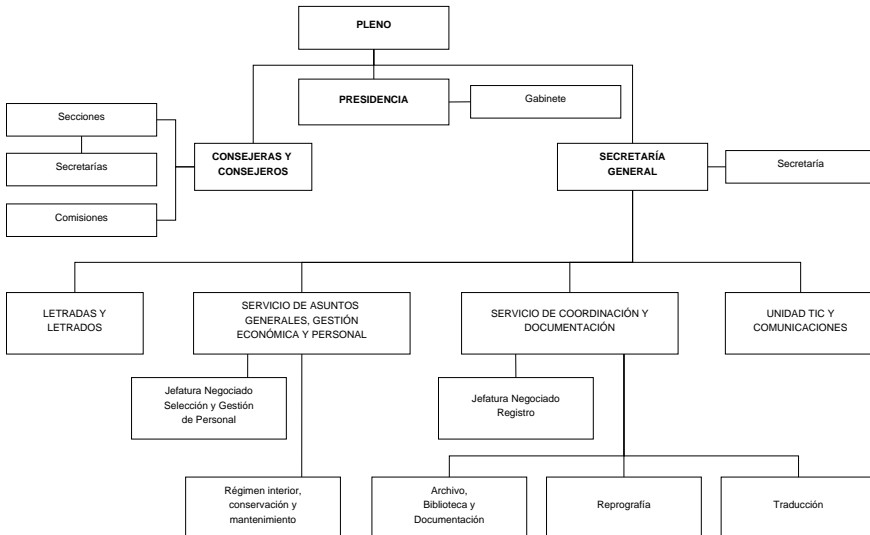 PLENO
PRESIDENCIA
Gabinete
Secciones
CONSEJERAS Y
CONSEJEROS
SECRETARÍA
GENERAL
Secretarías
Secretaría
Comisiones
LETRADAS Y
LETRADOS
SERVICIO DE ASUNTOS
GENERALES, GESTIÓN
ECONÓMICA Y PERSONAL
SERVICIO DE COORDINACIÓN Y
DOCUMENTACIÓN
UNIDAD TIC Y
COMUNICACIONES
Jefatura Negociado
Selección y Gestión
de Personal
Jefatura Negociado
Registro
Régimen interior,
conservación y
mantenimiento
Archivo,
Biblioteca y
Documentación
Reprografía
Traducción